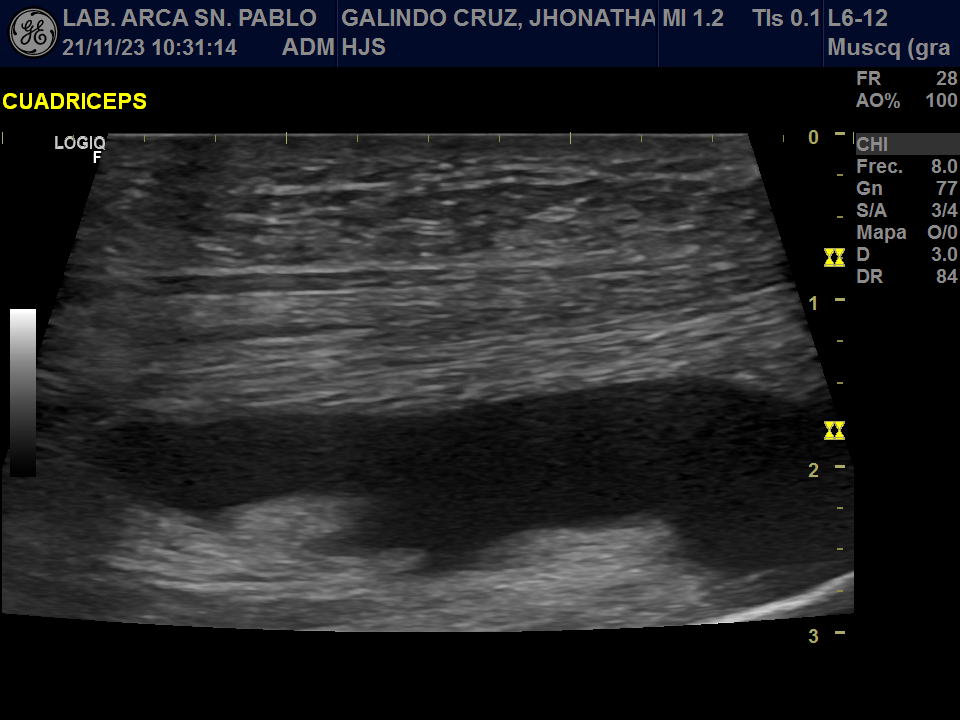 LAB. ARCA SN. PABLO GALINDO CRUZ, JHONATHA MI 1.2 TIs 0.1 L6-12
21/11/23 10:31:14 ADM HJS Muscq (gra
FR 28
CUADRICEPS
AO% 100
0
LOGIQ
F
CHI
Frec. 8.0
Gn 77
S/A 3/4
Mapa O/0
D 3.0
DR 84
1
2
3